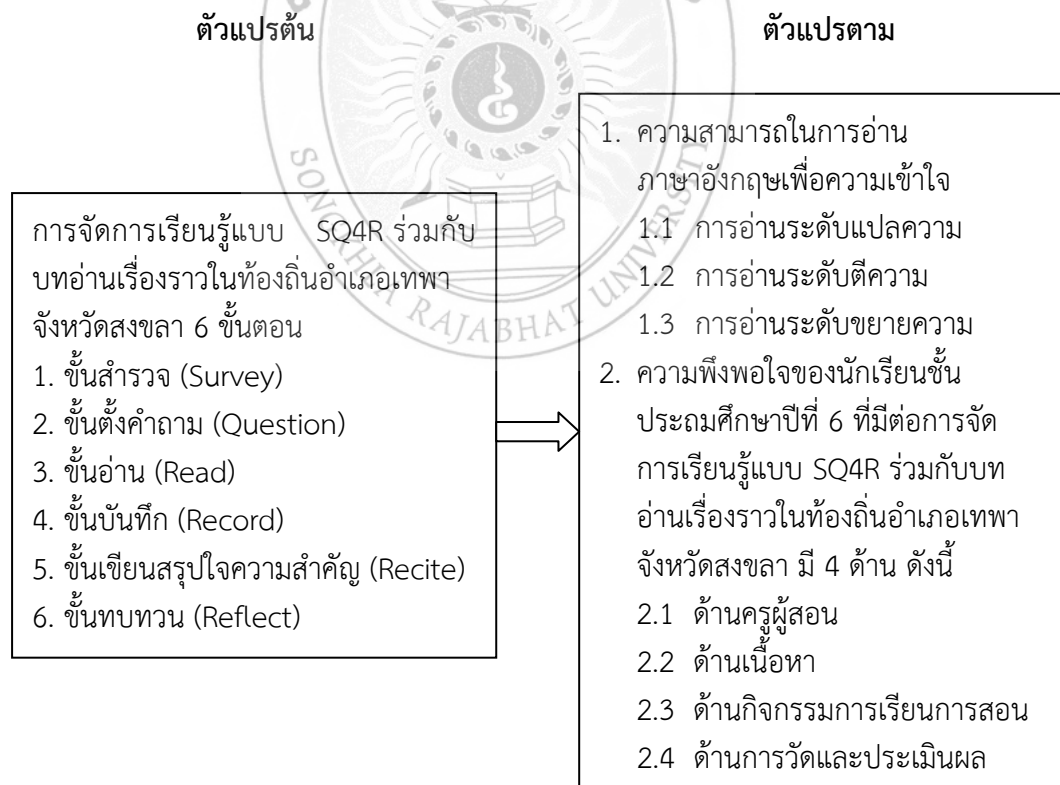 ตัวแปรต้น
ตัวแปรตาม
การจัดการเรียนรู้แบบ SQ4R ร่วมกับ
บทอ่านเรื่องราวในท้องถิ่นอำเภอเทพา
จังหวัดสงขลา 6 ขั้นตอน
1. ขั้นสำรวจ (Survey)
2. ขั้นตั้งคำถาม (Question)
3. ขั้นอ่าน (Read)
4. ขั้นบันทึก (Record)
5. ขั้นเขียนสรุปใจความสำคัญ (Recite)
6. ขั้นทบทวน (Reflect)
1. ความสามารถในการอ่าน
ภาษาอังกฤษเพื่อความเข้าใจ
1.1 การอ่านระดับแปลความ
1.2 การอ่านระดับตีความ
1.3 การอ่านระดับขยายความ
2. ความพึงพอใจของนักเรียนชั้น
ประถมศึกษาปีที่ 6 ที่มีต่อการจัด
การเรียนรู้แบบ SQ4R ร่วมกับบท
อ่านเรื่องราวในท้องถิ่นอำเภอเทพา
จังหวัดสงขลา มี 4 ด้าน ดังนี้
2.1 ด้านครูผู้สอน
2.2 ด้านเนื้อหา
2.3 ด้านกิจกรรมการเรียนการสอน
2.4 ด้านการวัดและประเมินผล
SONGKHLA RAJABHAT UNIVERSITY